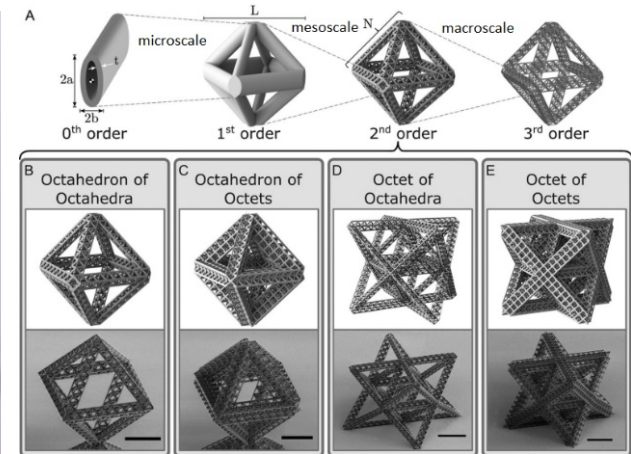 A
L
microscale
mesoscale
N
macroscale
t
2a
2b
0th order
1st order
2nd order
3rd order
B
Octahedron of
Octahedra
C
Octahedron
of Octets
D
Octet of
Octahedra
E
Octet of
Octets